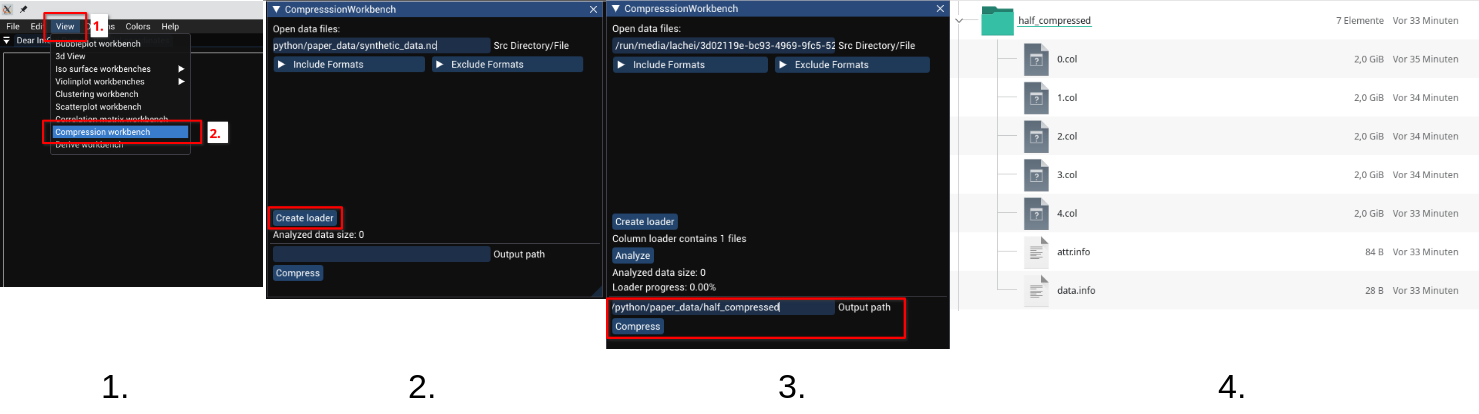 File Edit View ns Colors Help
1.
Dear Im
Bubbleplot workbench
3d View
Iso surface workbenches
Violinplot workbenches
Clustering workbench
Scatterplot workbench
Correlation matrix workbench
Compression workbench
2.
Derive workbench
CompresssionWorkbench
Open data files:
python/paper_data/synthetic_data.nc Src Directory/File
Include Formats Exclude Formats
Create loader
Analyzed data size: 0
Output path
Compress
CompresssionWorkbench
Open data files:
/run/media/lachei/3d02119e-bc93-4969-9fc5-52 Src Directory/File
Include Formats Exclude Formats
Create loader
Column loader contains 1 files
Analyze
Analyzed data size: 0
Loader progress: 0.00%
/python/paper_data/half_compressed Output path
Compress
half_compressed 7 Elemente Vor 33 Minuten
0.col 2,0 GiB Vor 35 Minuten
1.col 2,0 GiB Vor 34 Minuten
2.col 2,0 GiB Vor 34 Minuten
3.col 2,0 GiB Vor 34 Minuten
4.col 2,0 GiB Vor 33 Minuten
attr.info 84 B Vor 33 Minuten
data.info 28 B Vor 33 Minuten
1. 2. 3. 4.